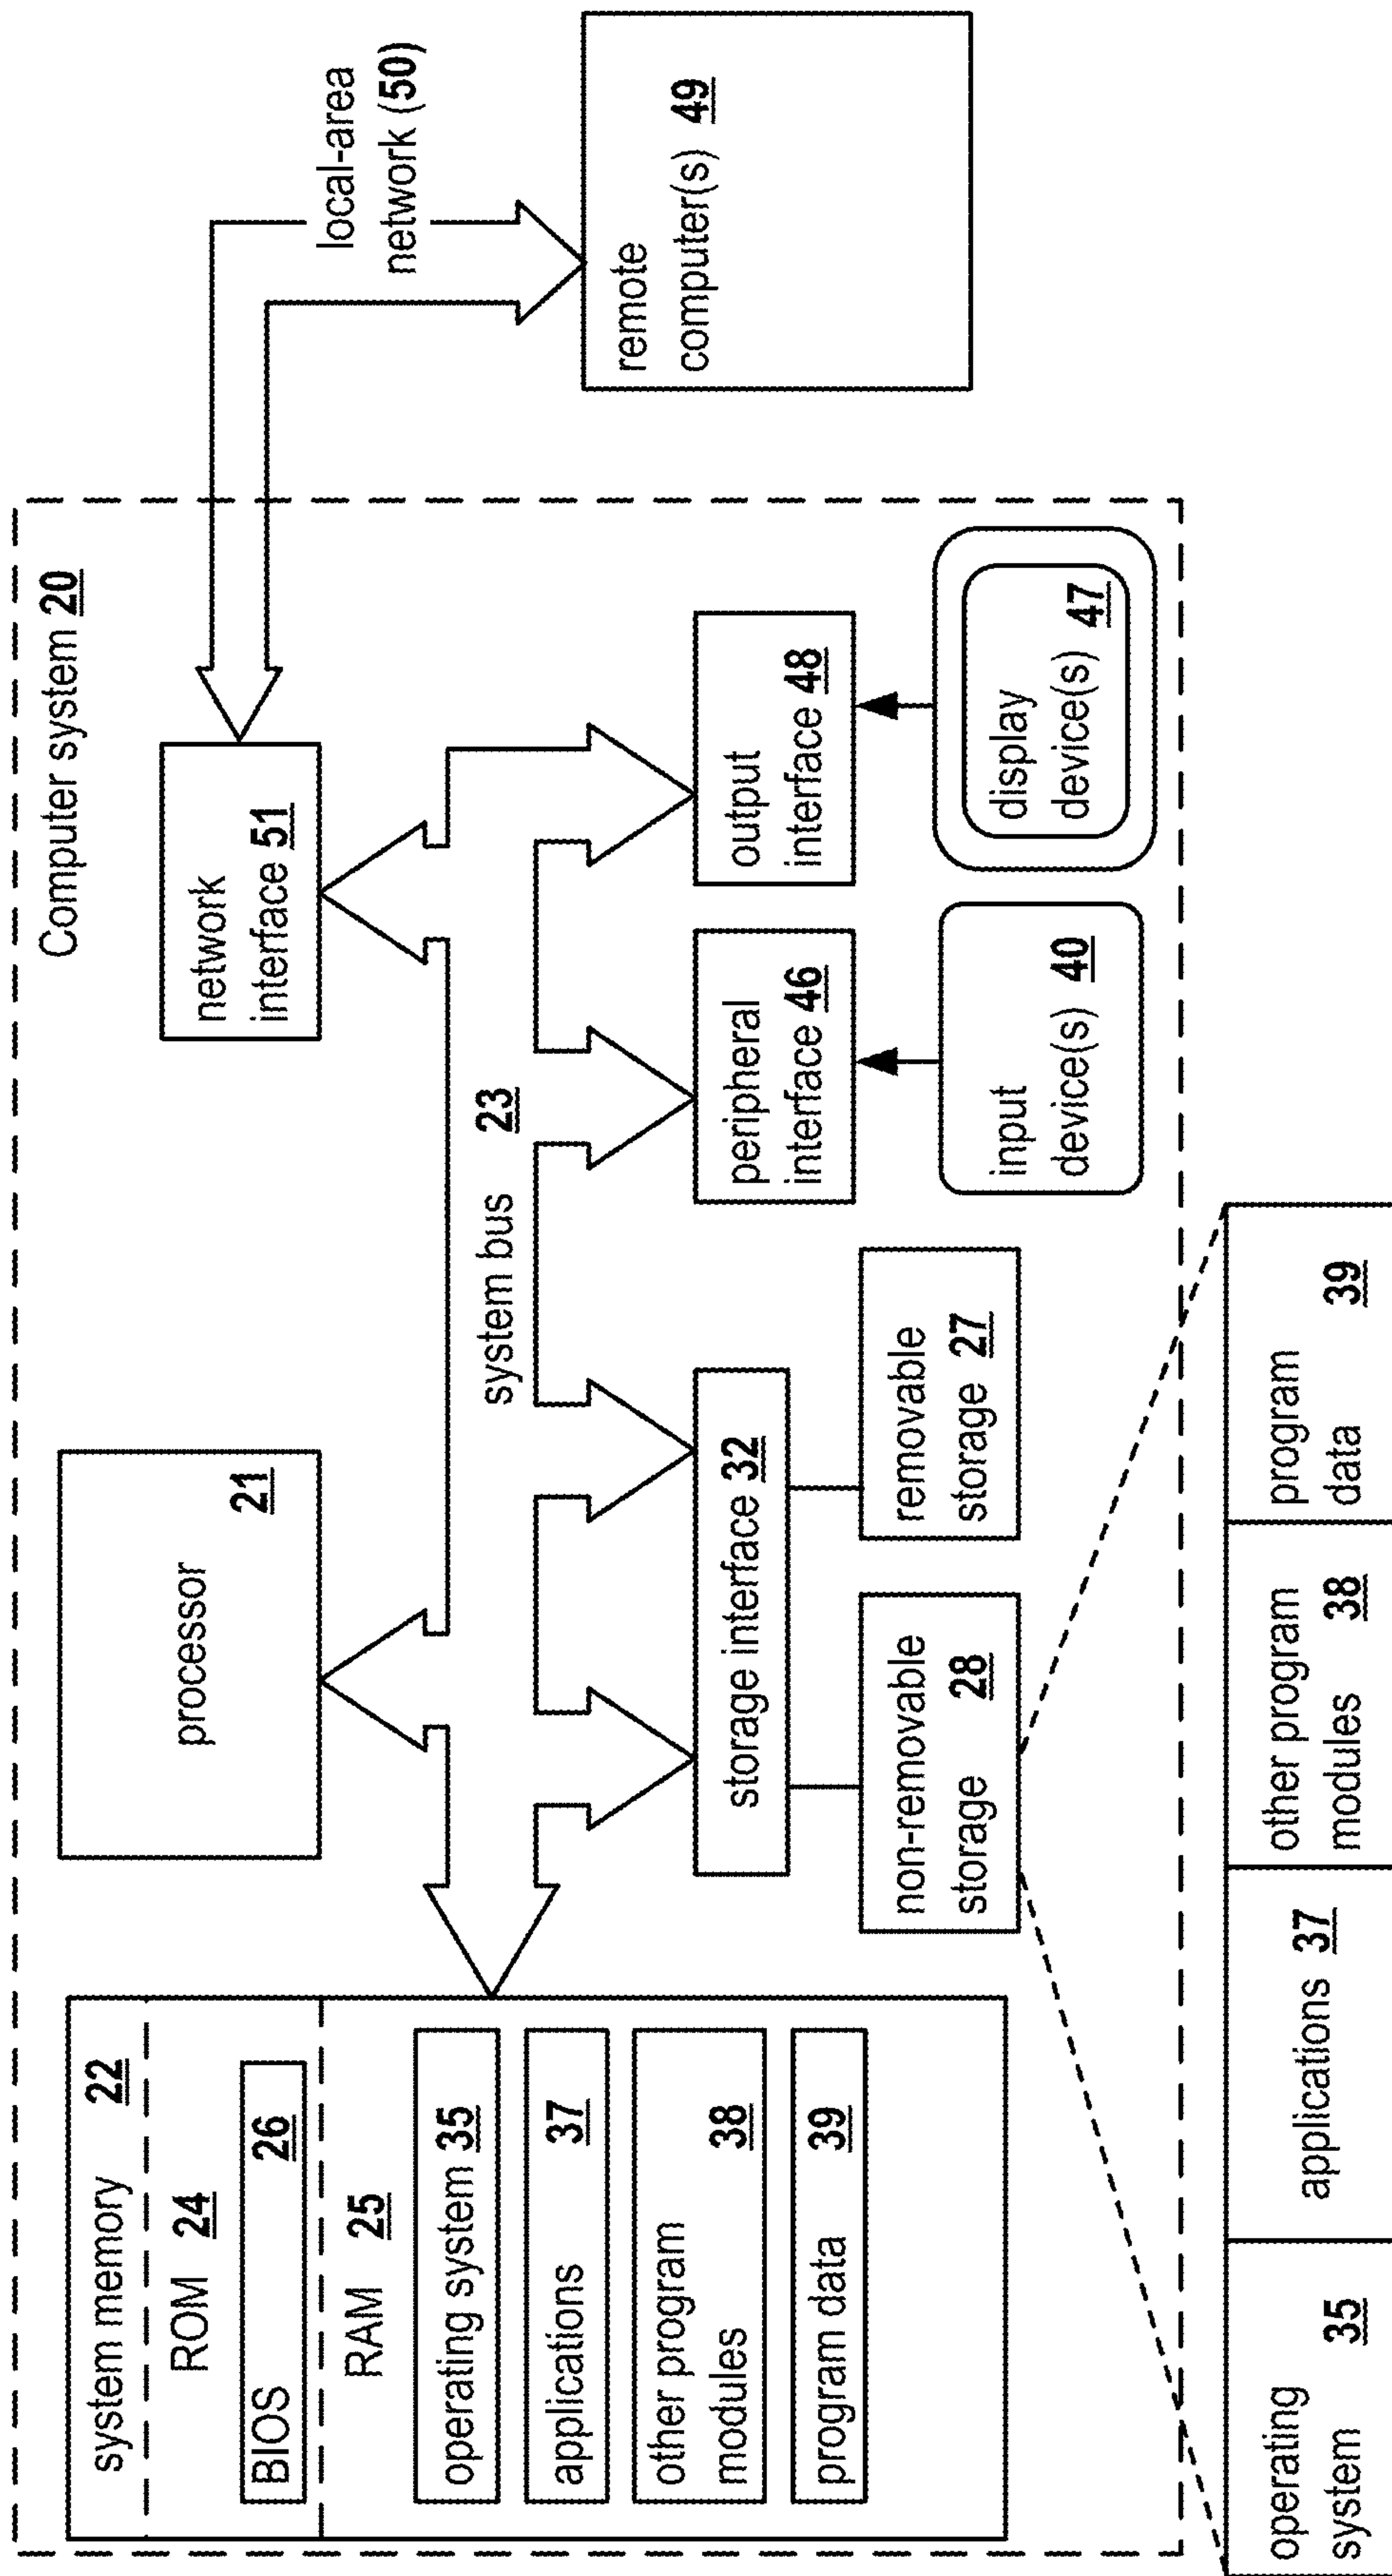 Computer system 20
system memory 22
ROM 24
BIOS 26
RAM 25
operating system 35
applications 37
other program
modules 38
program data 39
processor
21
network
interface 51
local-area
network (50)
system bus 23
storage interface 32
non-removable
storage 28
removable
storage 27
peripheral
interface 46
output
interface 48
input
device(s) 40
display
device(s) 47
remote
computer(s) 49
operating
system 35
applications 37
other program
modules 38
program
data 39